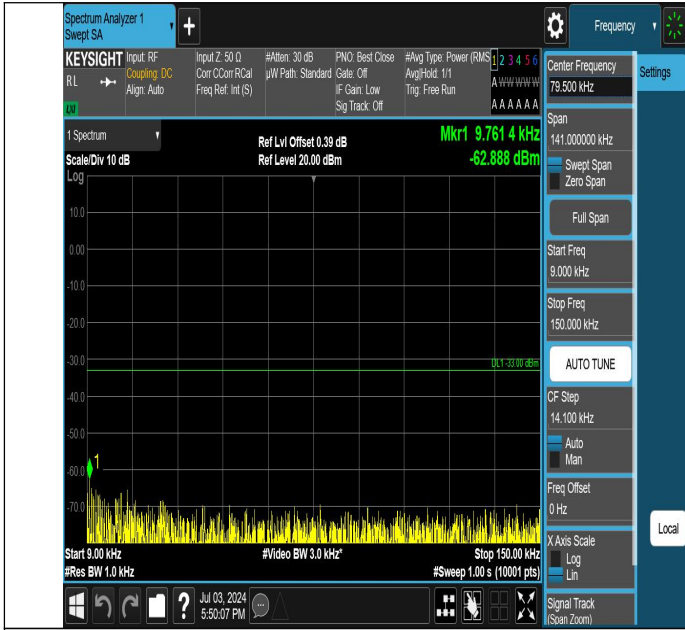 Spectrum Analyzer 1
Swept SA
+
Frequency
KEYSIGHT
RL
LXI
Input: RF
Coupling: DC
Align: Auto
Input Z: 50 Ω
Corr CCorr RCal
Freq Ref: Int (S)
#Atten: 30 dB
µW Path: Standard
PNO: Best Close
Gate: Off
IF Gain: Low
Sig Track: Off
#Avg Type: Power (RMS
Avg|Hold: 1/1
Trig: Free Run
1 2 3 4 5 6
A W W W W W
A A A A A A
1 Spectrum
Scale/Div 10 dB
Log
Ref Lvl Offset 0.39 dB
Ref Level 20.00 dBm
Mkr1 9.761 4 kHz
-62.888 dBm
10.0
0.00
-10.0
-20.0
-30.0
DL1 -33.00 dBm
-40.0
-50.0
-60.0
1
-70.0
Start 9.00 kHz
#Video BW 3.0 kHz*
Stop 150.00 kHz
#Res BW 1.0 kHz
#Sweep 1.00 s (10001 pts)
?
Jul 03, 2024
5:50:07 PM
Center Frequency
79.500 kHz
Settings
Span
141.000000 kHz
Swept Span
Zero Span
Full Span
Start Freq
9.000 kHz
Stop Freq
150.000 kHz
AUTO TUNE
CF Step
14.100 kHz
Auto
Man
Freq Offset
0 Hz
X Axis Scale
Log
Lin
Local
Signal Track
(Span Zoom)